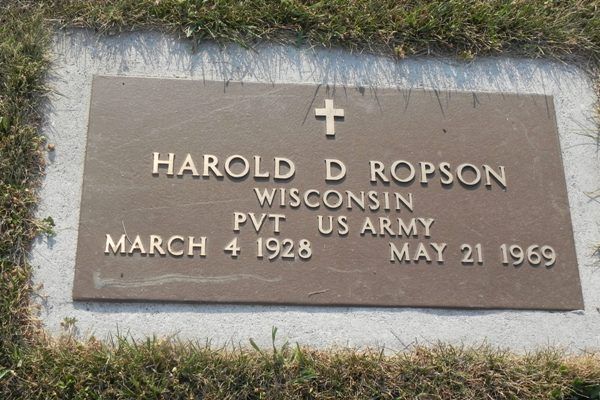 HAROLD D ROPSON
WISCONSIN
PVT US ARMY
MARCH 4 1928 MAY 21 1969